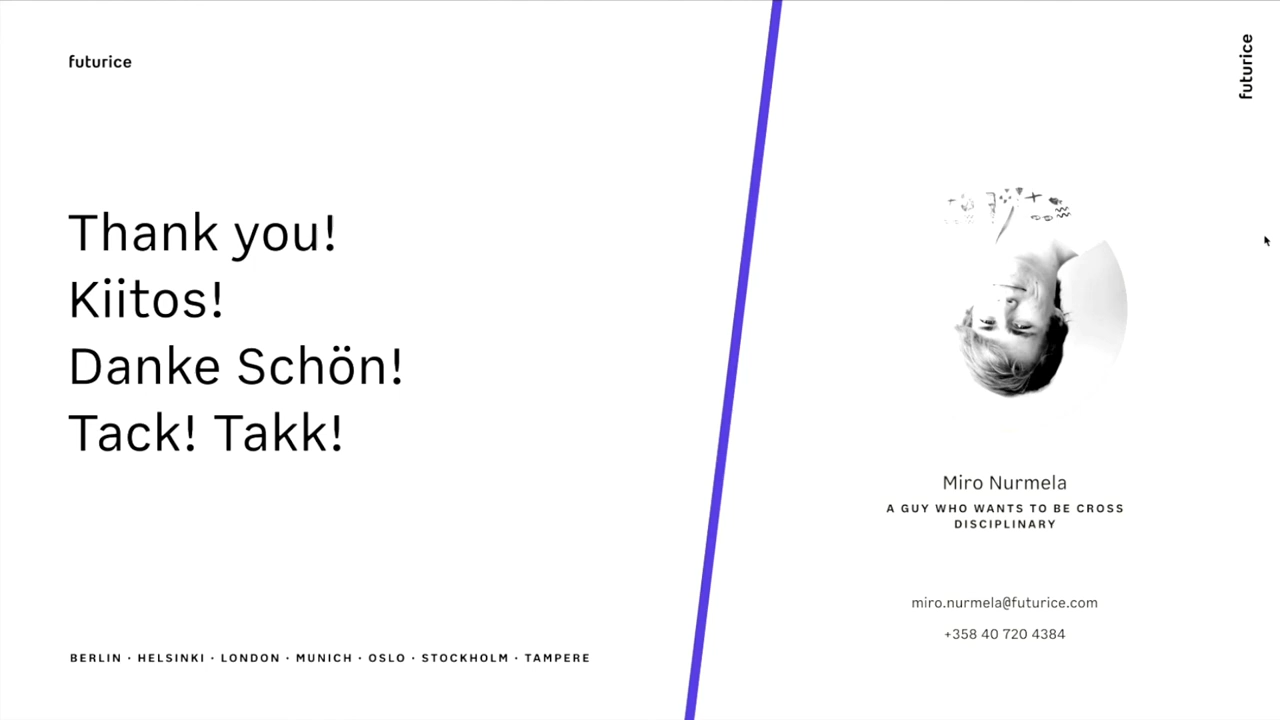 futurice
Thank you!
Kiitos!
Danke Schön!
Tack! Takk!
BERLIN · HELSINKI · LONDON · MUNICH · OSLO · STOCKHOLM · TAMPERE
futurice
Miro Nurmela
A GUY WHO WANTS TO BE CROSS
DISCIPLINARY
miro.nurmela@futurice.com
+358 40 720 4384